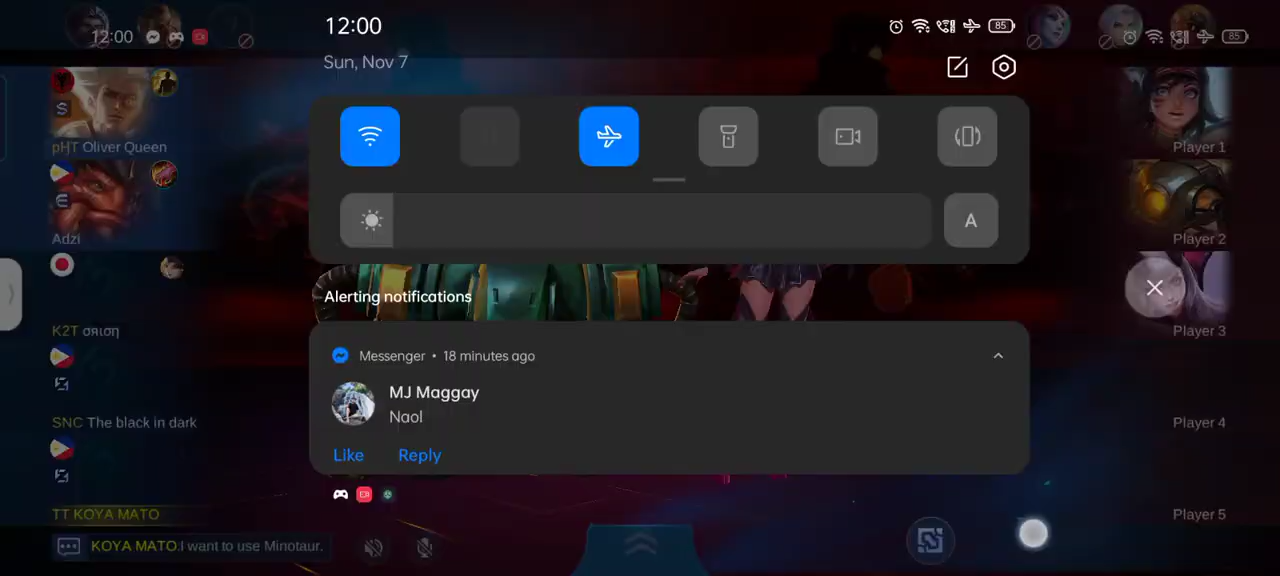 12:00
12:00
85
85
Sun, Nov 7
S
pHT Oliver Queen
Player 1
A
Adzi
Player 2
Alerting notifications
K2T σяιση
Player 3
Messenger • 18 minutes ago
MJ Maggay
Naol
SNC The black in dark
Player 4
Like
Reply
TT KOYA MATO
Player 5
KOYA MATO:I want to use Minotaur.